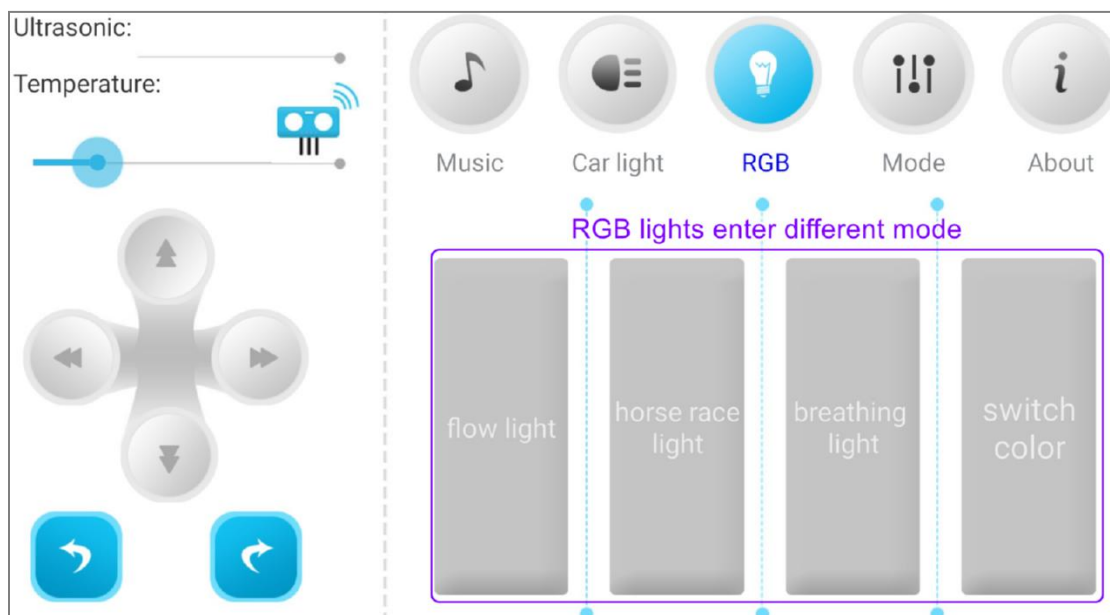 Ultrasonic:
Temperature:
Music
Car light
RGB
Mode
About
RGB lights enter different mode
flow light
horse race
light
breathing
light
switch
color